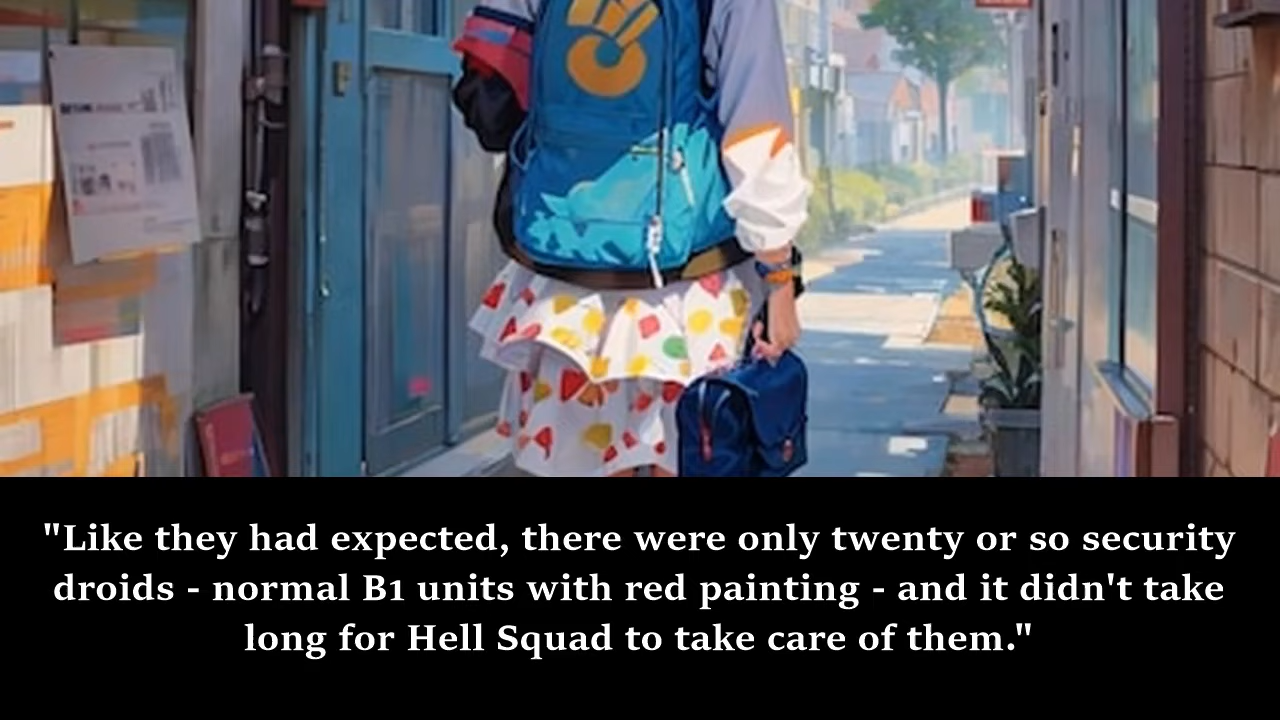 "Like they had expected, there were only twenty or so security
droids - normal B1 units with red painting - and it didn't take
long for Hell Squad to take care of them."